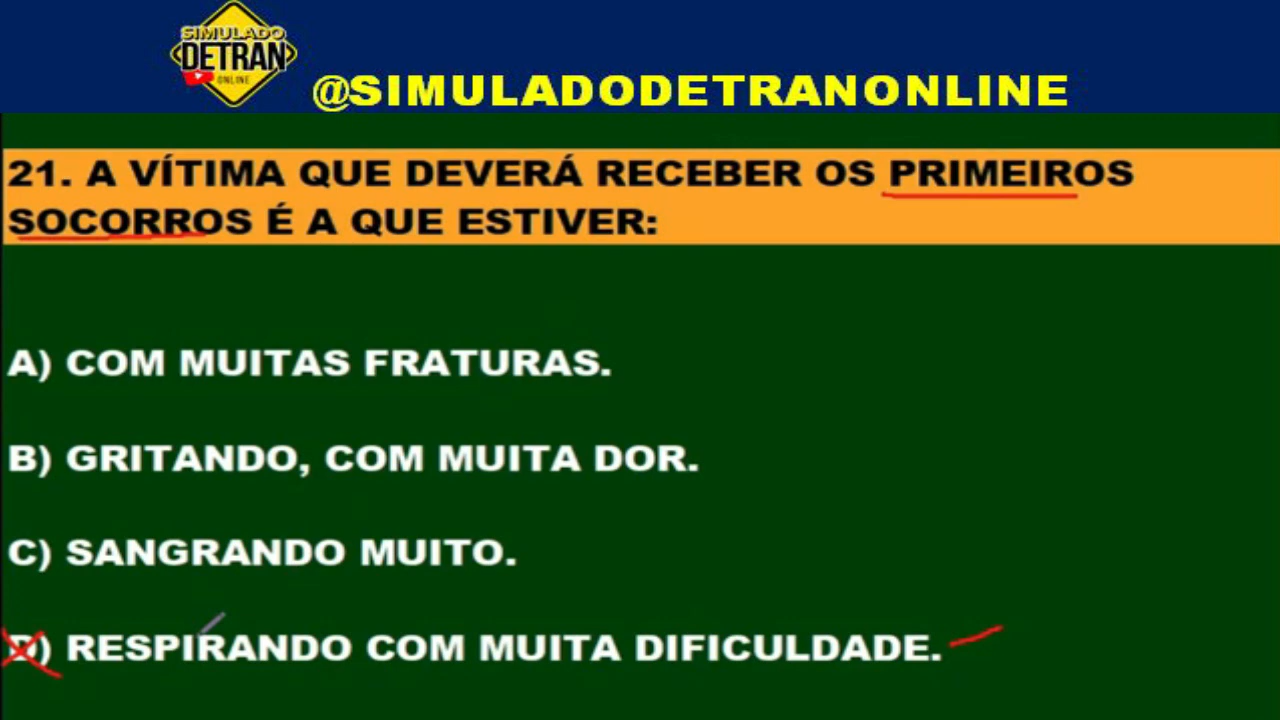 SIMULADO
DETRAN
ONLINE
@SIMULADODETRANONLINE
21. A VÍTIMA QUE DEVERÁ RECEBER OS PRIMEIROS
SOCORROS É A QUE ESTIVER:
A) COM MUITAS FRATURAS.
B) GRITANDO, COM MUITA DOR.
C) SANGRANDO MUITO.
D) RESPIRANDO COM MUITA DIFICULDADE.